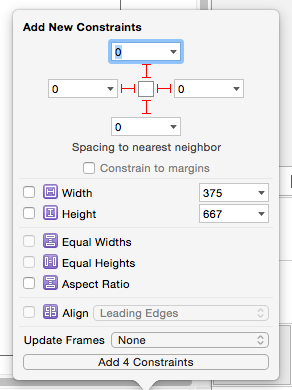 Add New Constraints
0
0
0
0
Spacing to nearest neighbor
Constrain to margins
Width 375
Height 667
Equal Widths
Equal Heights
Aspect Ratio
Align Leading Edges
Update Frames None
Add 4 Constraints